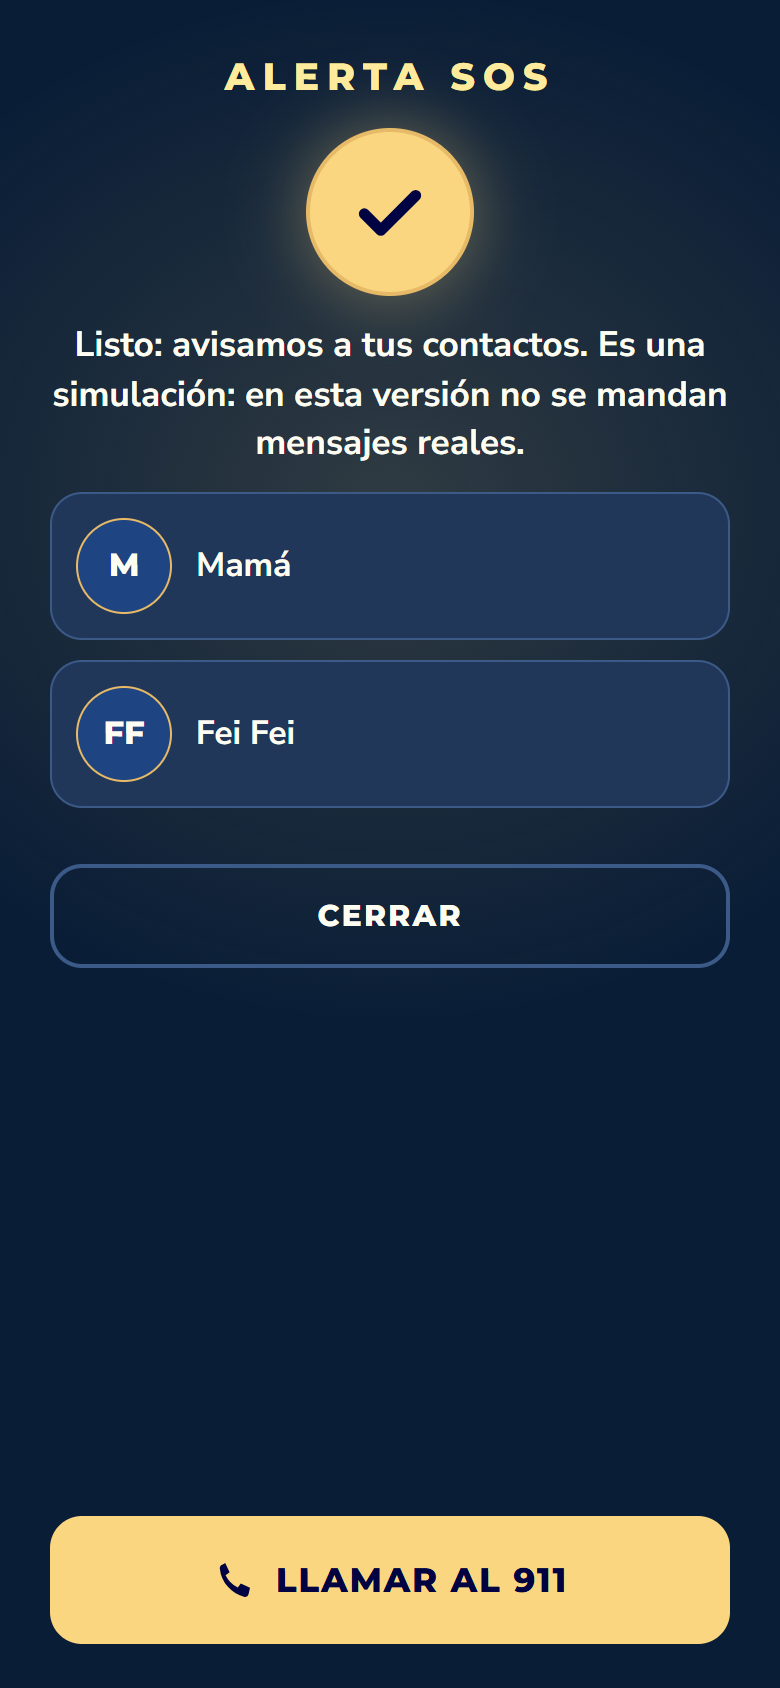 ALERTA SOS
Listo: avisamos a tus contactos. Es una
simulación: en esta versión no se mandan
mensajes reales.
M
Mamá
FF
Fei Fei
CERRAR
LLAMAR AL 911